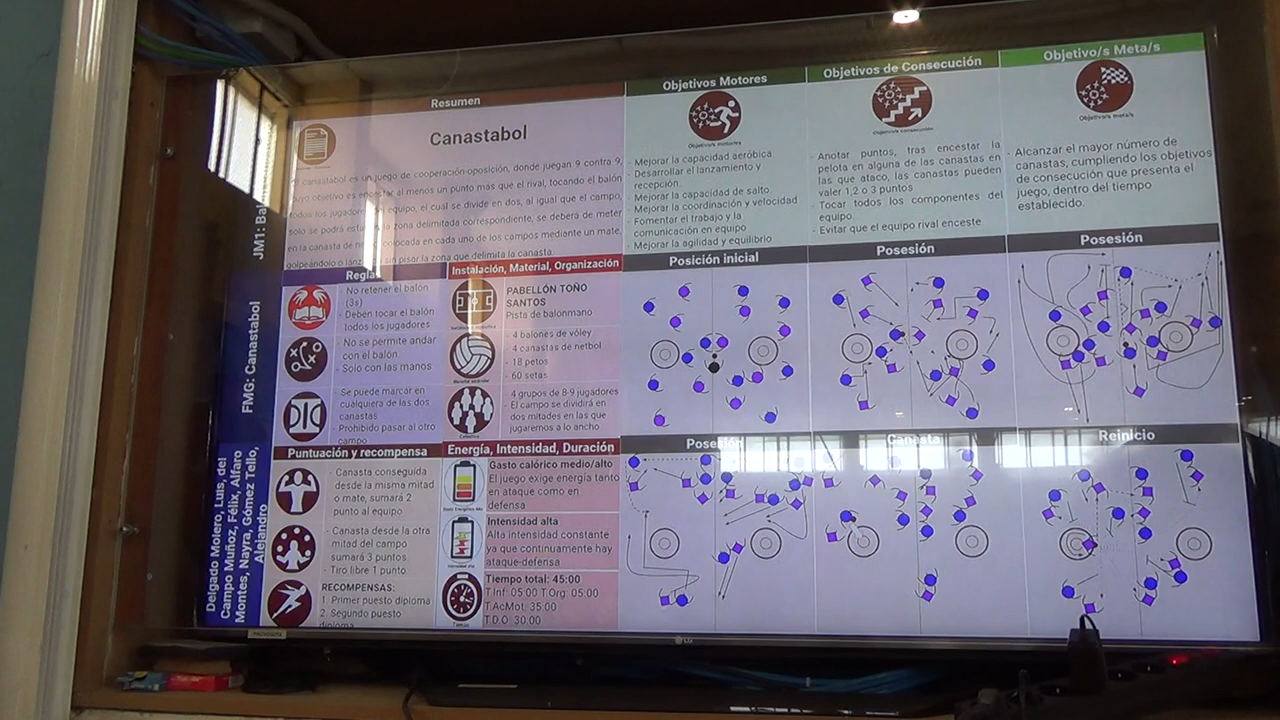 Resumen
Canastabol
canastabol es un juego de cooperación-oposición, donde juegan 9 contra 9,
cuyo objetivo es encestar al menos un punto más que el rival, tocando el balón
todos los jugadores equipo, el cual se divide en dos, al igual que el campo,
solo se podrá en la zona delimitada correspondiente, se deberá de meter
en la canasta de colocada en cada uno de los campos mediante un mate,
golpeándolo o sin pisar la zona que delimita la canasta.
JM1:
FMG: Canastabol
Delgado Molero, Luis, del
Campo Muñoz, Félix, Alfaro
Montes, Nayra, Gómez Tello,
Alejandro
Reglas
- No retener el balón
(3s)
- Deben tocar el balón
todos los jugadores
- No se permite andar
con el balón.
- Solo con las manos
- Se puede marcar en
cualquiera de las dos
canastas
- Prohibido pasar al otro
campo
Instalación, Material, Organización
PABELLÓN TOÑO
SANTOS
Pista de balonmano
- 4 balones de vóley
- 4 canastas de netbol
- 18 petos
- 60 setas
- 4 grupos de 8-9 jugadores
- El campo se dividirá en
dos mitades en las que
jugaremos a lo ancho
Puntuación y recompensa
- Canasta conseguida
desde la misma mitad
o mate, sumará 2
punto al equipo
- Canasta desde la otra
mitad del campo
sumará 3 puntos
- Tiro libre 1 punto
RECOMPENSAS:
1. Primer puesto diploma
2. Segundo puesto
diploma
Energía, Intensidad, Duración
Gasto calórico medio/alto
El juego exige energía tanto
en ataque como en
defensa
Intensidad alta
Alta intensidad constante
ya que continuamente hay
ataque-defensa
Tiempo total: 45:00
T.Inf: 05:00 T.Org: 05:00
T.AcMot: 35:00
T.D.O: 30:00
Tiempo
Objetivos Motores
Objetivo/s motor/es
- Mejorar la capacidad aeróbica
- Desarrollar el lanzamiento y
recepción.
- Mejorar la capacidad de salto
- Mejorar la coordinación y velocidad
- Fomentar el trabajo y la
comunicación en equipo
- Mejorar la agilidad y equilibrio
Objetivos de Consecución
Objetivo/s consecución
- Anotar puntos, tras encestar la
pelota en alguna de las canastas en
las que ataco, las canastas pueden
valer 1,2 o 3 puntos
- Tocar todos los componentes del
equipo.
- Evitar que el equipo rival enceste.
Objetivo/s Meta/s
Objetivo/s meta/s
- Alcanzar el mayor número de
canastas, cumpliendo los objetivos
de consecución que presenta el
juego, dentro del tiempo
establecido.
Posición inicial
Posesión
Posesión
Posesión
Canasta
Reinicio
LG